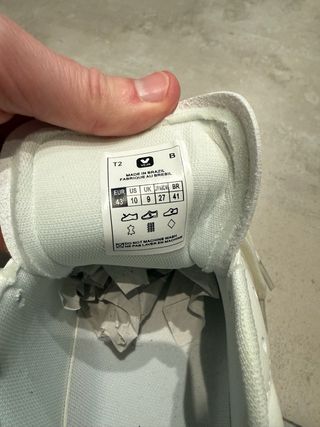 T2 B
MADE IN BRAZIL
FABRIQUE AU BRESIL
EUR US UK BR
43 10 9 27 41
DO NOT MACHINE WASH
NE PAS LAVER EN MACHINE